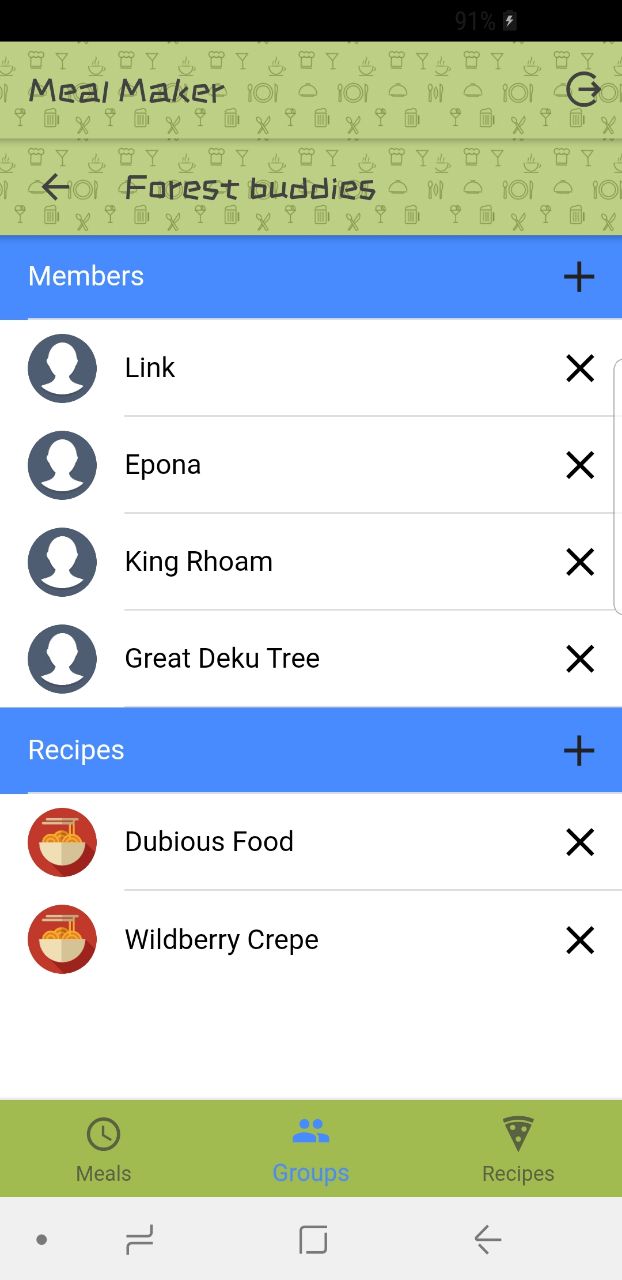 91%
Meal Maker
Forest buddies
Members
Link
Epona
King Rhoam
Great Deku Tree
Recipes
Dubious Food
Wildberry Crepe
Meals Groups Recipes